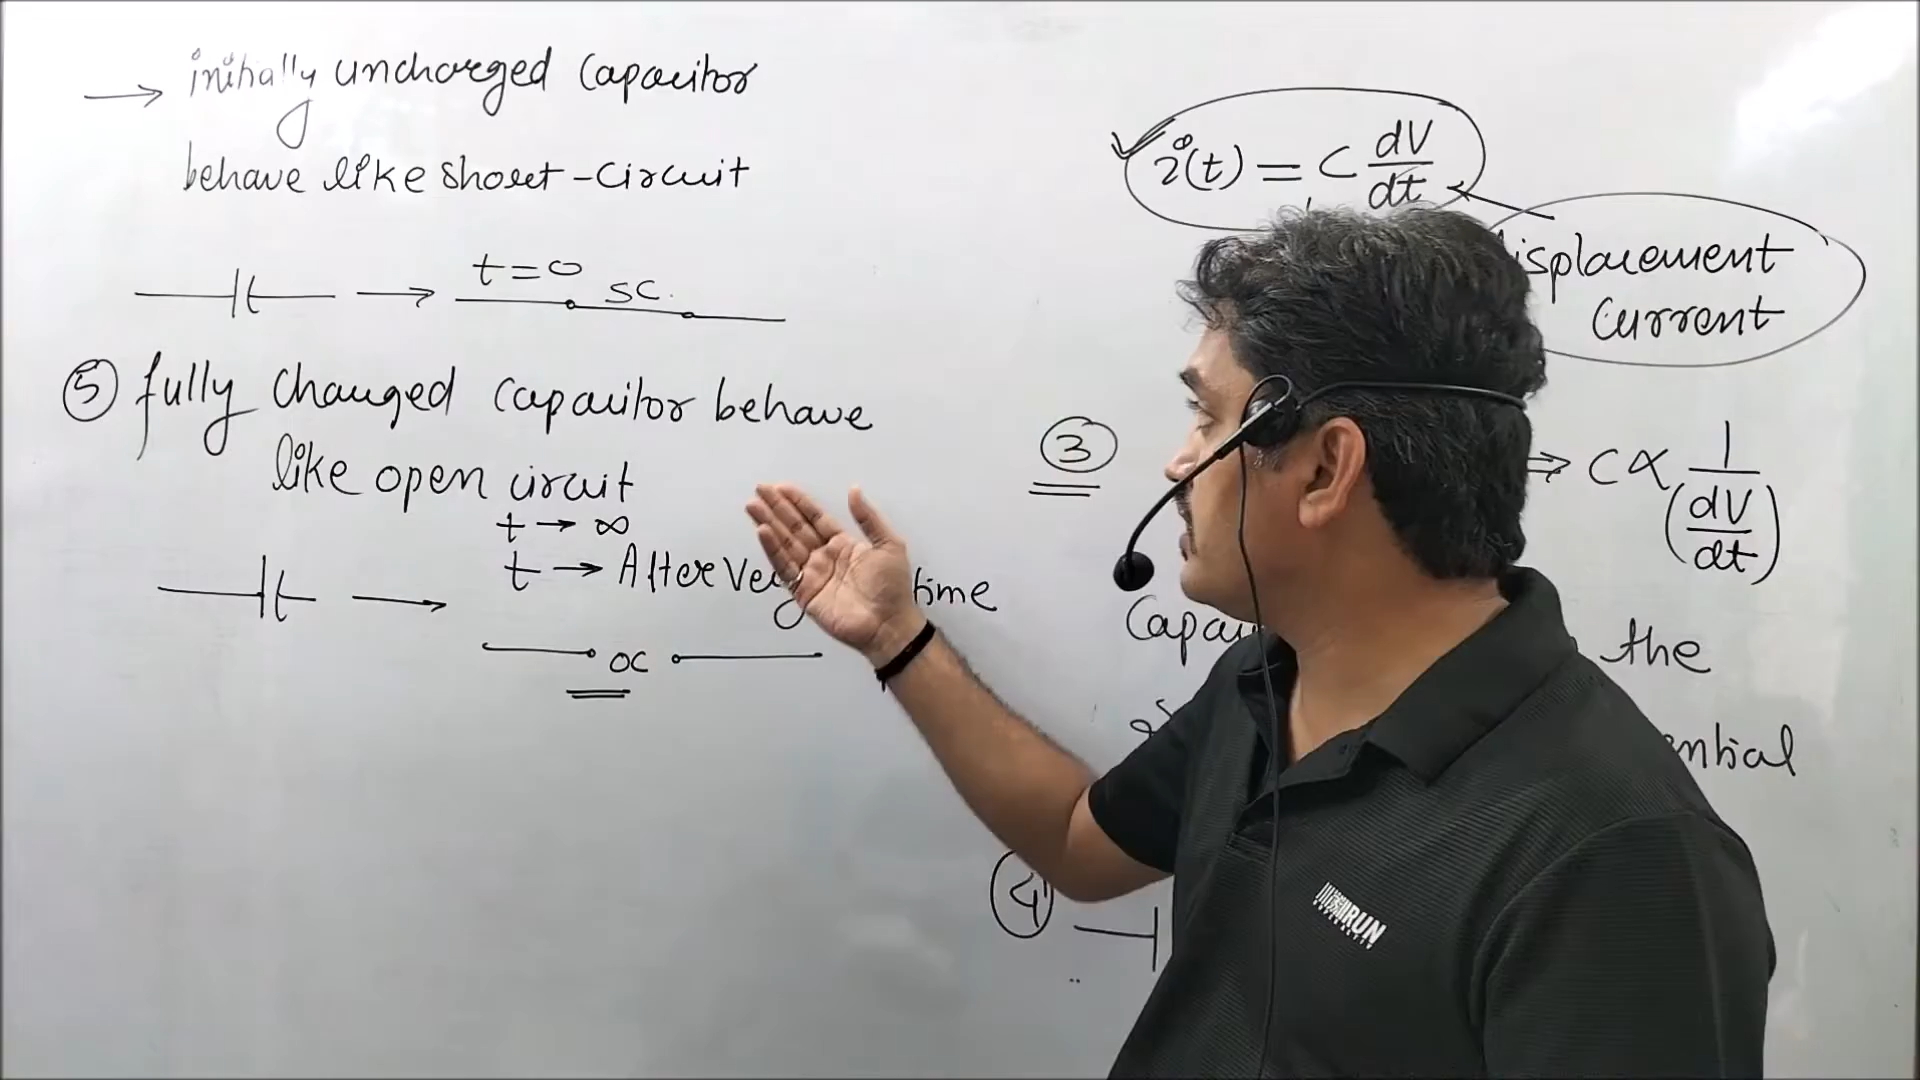 → initially uncharged capacitor
behave like short-circuit
t=0
→ SC.
⑤ fully charged capacitor behave
like open circuit
t → ∞
t → After time
→
OC
i(t) = C dV/dt
isplacement
current
③
⇒ C ∝ 1/(dV/dt)
the
ential
④
RUN